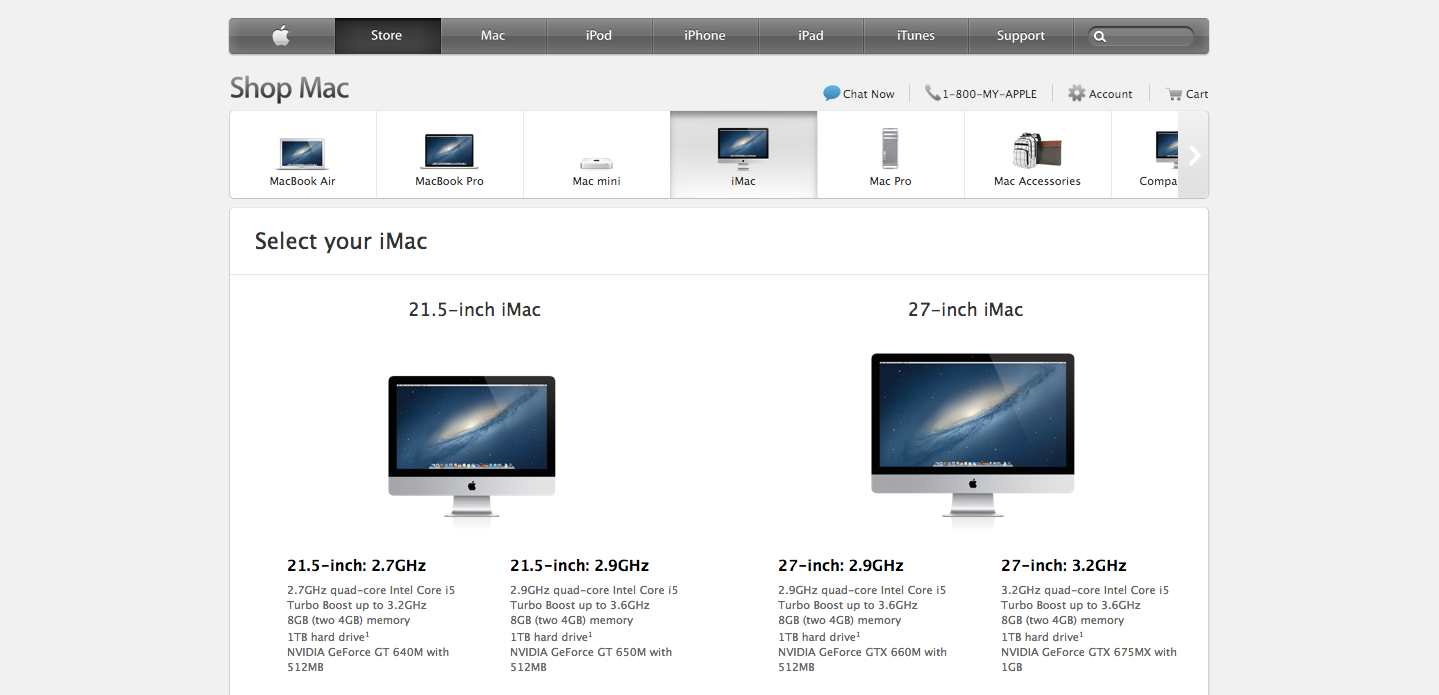 Store
Mac
iPod
iPhone
iPad
iTunes
Support
Shop Mac
Chat Now
1-800-MY-APPLE
Account
Cart
MacBook Air
MacBook Pro
Mac mini
iMac
Mac Pro
Mac Accessories
Compa
Select your iMac
21.5-inch iMac
27-inch iMac
21.5-inch: 2.7GHz
2.7GHz quad-core Intel Core i5
Turbo Boost up to 3.2GHz
8GB (two 4GB) memory
1TB hard drive¹
NVIDIA GeForce GT 640M with
512MB
21.5-inch: 2.9GHz
2.9GHz quad-core Intel Core i5
Turbo Boost up to 3.6GHz
8GB (two 4GB) memory
1TB hard drive¹
NVIDIA GeForce GT 650M with
512MB
27-inch: 2.9GHz
2.9GHz quad-core Intel Core i5
Turbo Boost up to 3.6GHz
8GB (two 4GB) memory
1TB hard drive¹
NVIDIA GeForce GTX 660M with
512MB
27-inch: 3.2GHz
3.2GHz quad-core Intel Core i5
Turbo Boost up to 3.6GHz
8GB (two 4GB) memory
1TB hard drive¹
NVIDIA GeForce GTX 675MX with
1GB